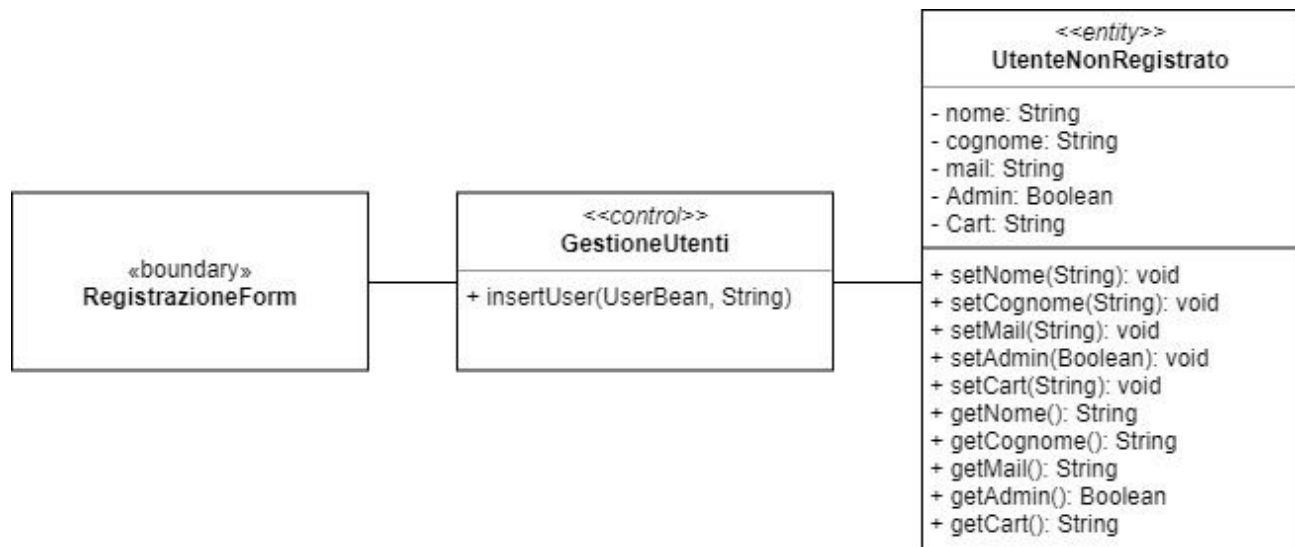 «boundary»
RegistrazioneForm
<<control>>
GestioneUtenti
+ insertUser(UserBean, String)
<<entity>>
UtenteNonRegistrato
- nome: String
- cognome: String
- mail: String
- Admin: Boolean
- Cart: String
+ setNome(String): void
+ setCognome(String): void
+ setMail(String): void
+ setAdmin(Boolean): void
+ setCart(String): void
+ getNome(): String
+ getCognome(): String
+ getMail(): String
+ getAdmin(): Boolean
+ getCart(): String